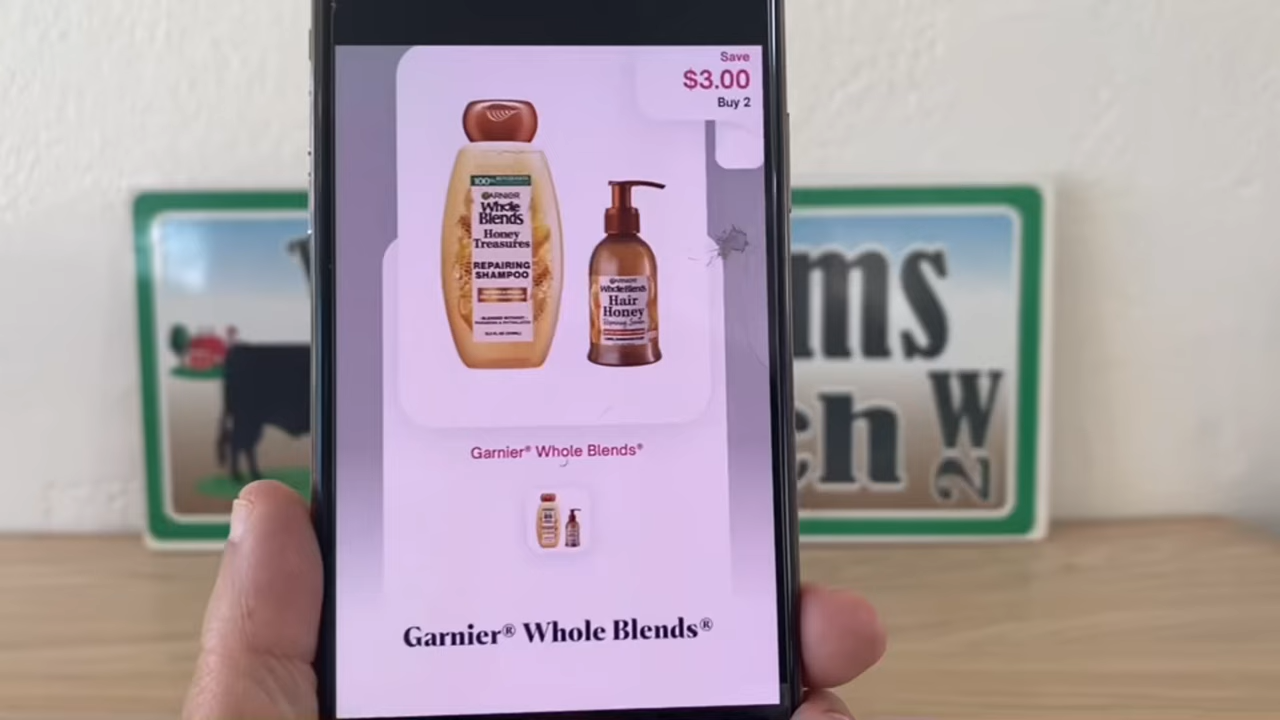 Save
$3.00
Buy 2
100%
GARNIER
Whole
Blends
Honey
Treasures
REPAIRING
SHAMPOO
GARNIER
Whole Blends
Hair
Honey
Garnier® Whole Blends®
Garnier® Whole Blends®
ms
ch
W
N